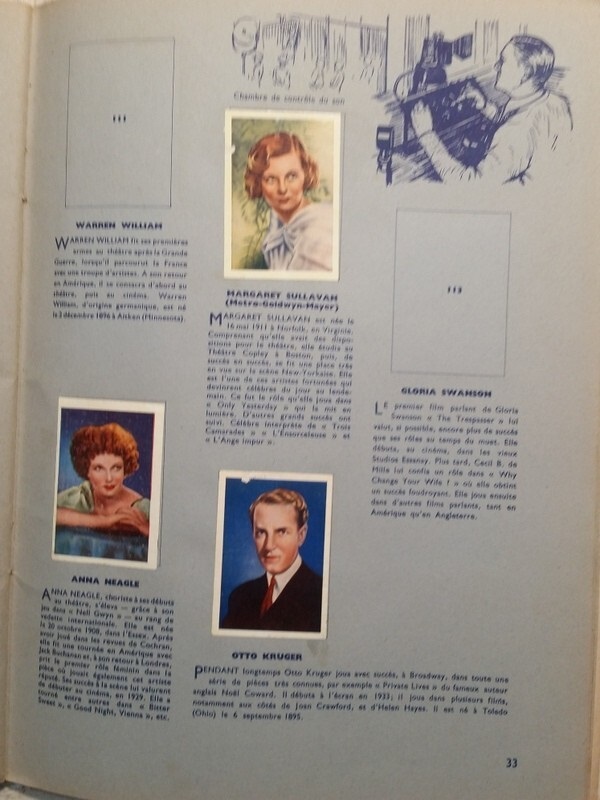 Chambre de contrôle du son
111
WARREN WILLIAM
WARREN WILLIAM fit ses premières
armes au théâtre après la Grande
Guerre, lorsqu'il parcourut la France
avec une troupe d'artistes. A son retour
en Amérique, il se consacra d'abord au
théâtre, puis au cinéma. Warren
William, d'origine germanique, est né
le 2 décembre 1896 à Aitken (Minnesota).
MARGARET SULLAVAN
(Metro-Goldwyn-Mayer)
MARGARET SULLAVAN est née le
16 mai 1911 à Norfolk, en Virginie.
Comprenant qu'elle avait des dispo-
sitions pour le théâtre, elle étudia au
Théâtre Copley à Boston, puis, de
succès en succès, se fit une place très
en vue sur la scène New-Yorkaise. Elle
est l'une de ces artistes fortunées qui
devinrent célèbres du jour au lende-
main. Ce fut le rôle qu'elle joua dans
« Only Yesterday » qui la mit en
lumière. D'autres grands succès ont
suivi. Célèbre interprète de « Trois
Camarades » « L'Ensorceleuse » et
« L'Ange impur ».
113
GLORIA SWANSON
LE premier film parlant de Gloria
Swanson « The Trespasser » lui
valut, si possible, encore plus de succès
que ses rôles au temps du muet. Elle
débuta, au cinéma, dans les vieux
Studios Essanay. Plus tard, Cecil B. de
Mille lui confia un rôle dans « Why
Change Your Wife ? » où elle obtint
un succès foudroyant. Elle joua ensuite
dans d'autres films parlants, tant en
Amérique qu'en Angleterre.
ANNA NEAGLE
ANNA NEAGLE, choriste à ses débuts
au théâtre, s'éleva — grâce à son
jeu dans « Nell Gwyn » — au rang de
vedette internationale. Elle est née
le 20 octobre 1908, dans l'Essex. Après
avoir joué dans les revues de Cochran,
elle fit une tournée en Amérique avec
Jack Buchanan et, à son retour à Londres,
prit le premier rôle féminin dans la
pièce où jouait également cet artiste
réputé. Ses succès à la scène lui valurent
de débuter au cinéma, en 1929. Elle a
tourné entre autres dans « Bitter
Sweet », « Good Night, Vienna », etc.
OTTO KRUGER
PENDANT longtemps Otto Kruger joua avec succès, à Broadway, dans toute une
série de pièces très connues, par exemple « Private Lives » du fameux auteur
anglais Noël Coward. Il débuta à l'écran en 1933; il joua dans plusieurs films,
notamment aux côtés de Joan Crawford, et d'Helen Hayes. Il est né à Toledo
(Ohio) le 6 septembre 1895.
33